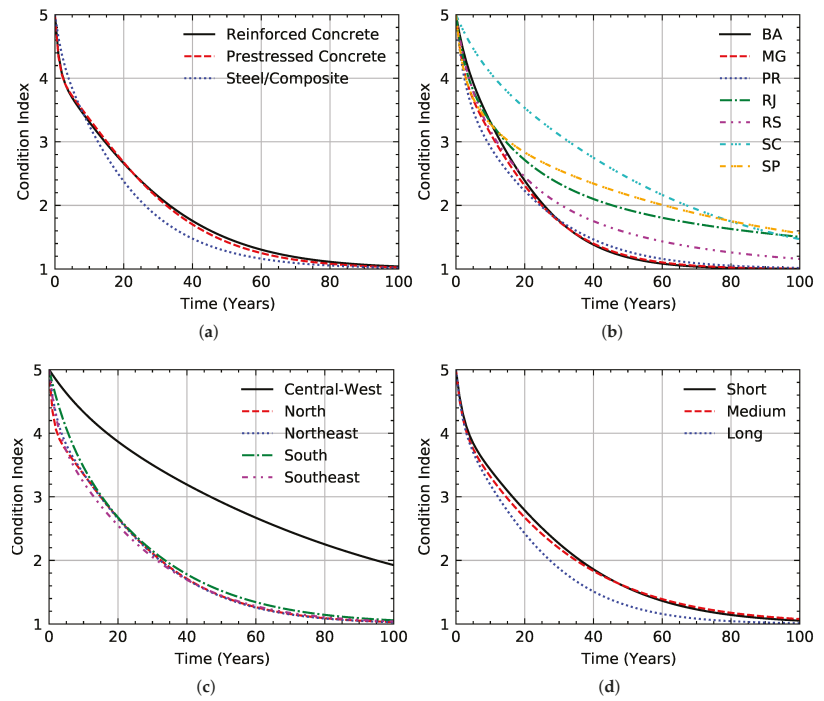 5
4
3
2
1
0 20 40 60 80 100
Condition Index
Time (Years)
Reinforced Concrete
Prestressed Concrete
Steel/Composite
(a)
5
4
3
2
1
0 20 40 60 80 100
Condition Index
Time (Years)
BA
MG
PR
RJ
RS
SC
SP
(b)
5
4
3
2
1
0 20 40 60 80 100
Condition Index
Time (Years)
Central-West
North
Northeast
South
Southeast
(c)
5
4
3
2
1
0 20 40 60 80 100
Condition Index
Time (Years)
Short
Medium
Long
(d)